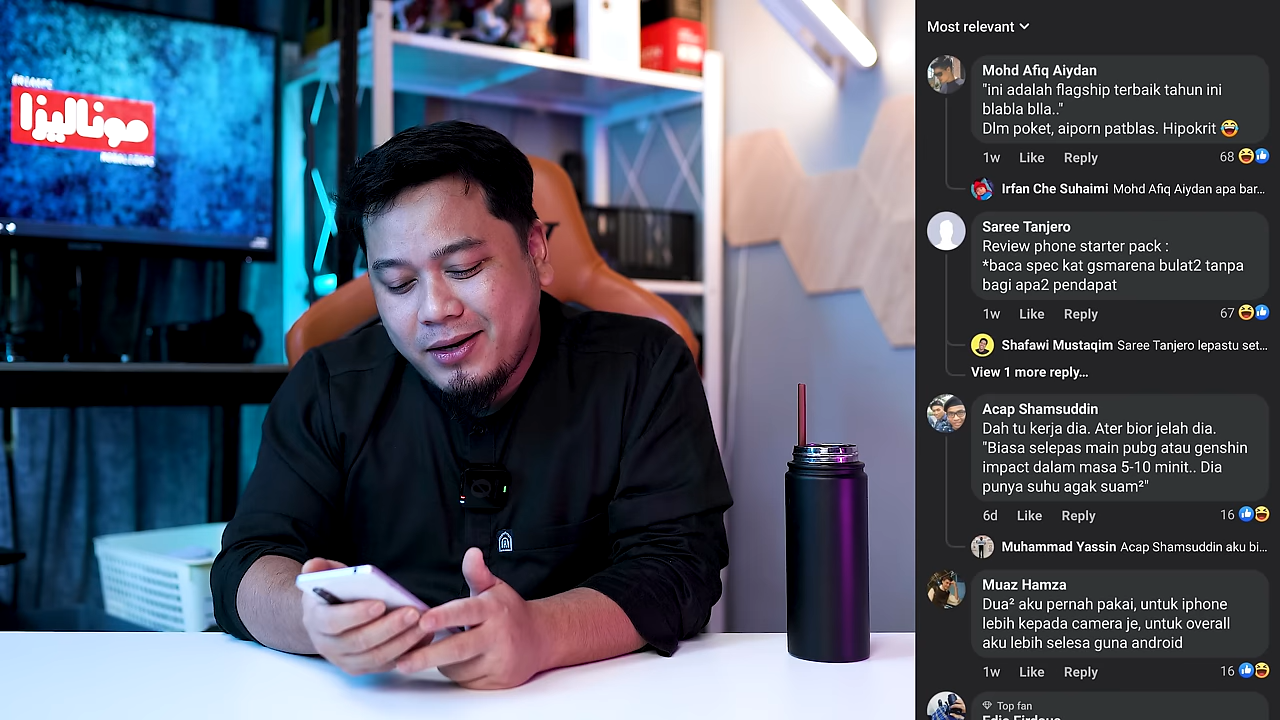 موناليزا
Most relevant
Mohd Afiq Aiydan
"ini adalah flagship terbaik tahun ini
blabla blla.."
Dlm poket, aiporn patblas. Hipokrit 😅
1w Like Reply 68
Irfan Che Suhaimi Mohd Afiq Aiydan apa bar...
Saree Tanjero
Review phone starter pack :
*baca spec kat gsmarena bulat2 tanpa
bagi apa2 pendapat
1w Like Reply 67
Shafawi Mustaqim Saree Tanjero lepastu set...
View 1 more reply...
Acap Shamsuddin
Dah tu kerja dia. Ater bior jelah dia.
"Biasa selepas main pubg atau genshin
impact dalam masa 5-10 minit.. Dia
punya suhu agak suam²"
6d Like Reply 16
Muhammad Yassin Acap Shamsuddin aku bi...
Muaz Hamza
Dua² aku pernah pakai, untuk iphone
lebih kepada camera je, untuk overall
aku lebih selesa guna android
1w Like Reply 16
Top fan